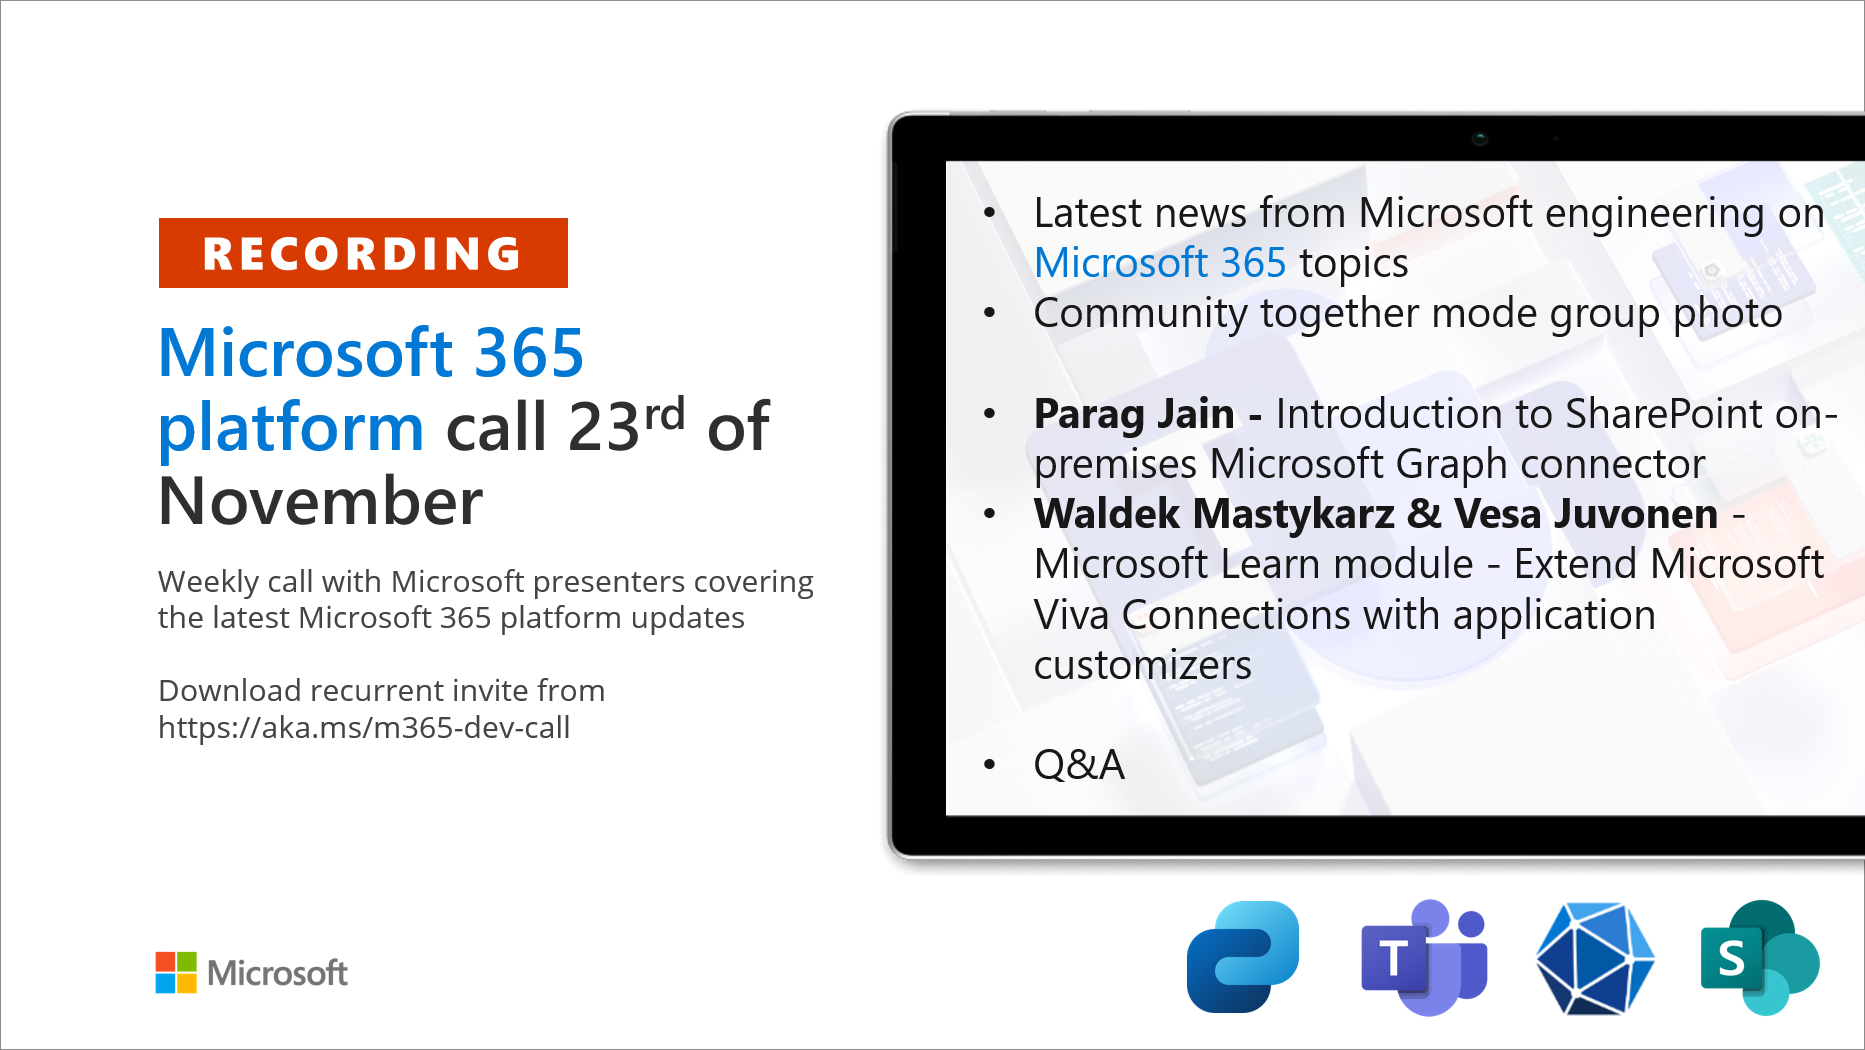 RECORDING
Microsoft 365
platform call 23rd of
November
Weekly call with Microsoft presenters covering
the latest Microsoft 365 platform updates
Download recurrent invite from
https://aka.ms/m365-dev-call
Microsoft
• Latest news from Microsoft engineering on
Microsoft 365 topics
• Community together mode group photo
• Parag Jain - Introduction to SharePoint on-
premises Microsoft Graph connector
• Waldek Mastykarz & Vesa Juvonen -
Microsoft Learn module - Extend Microsoft
Viva Connections with application
customizers
• Q&A
T
S